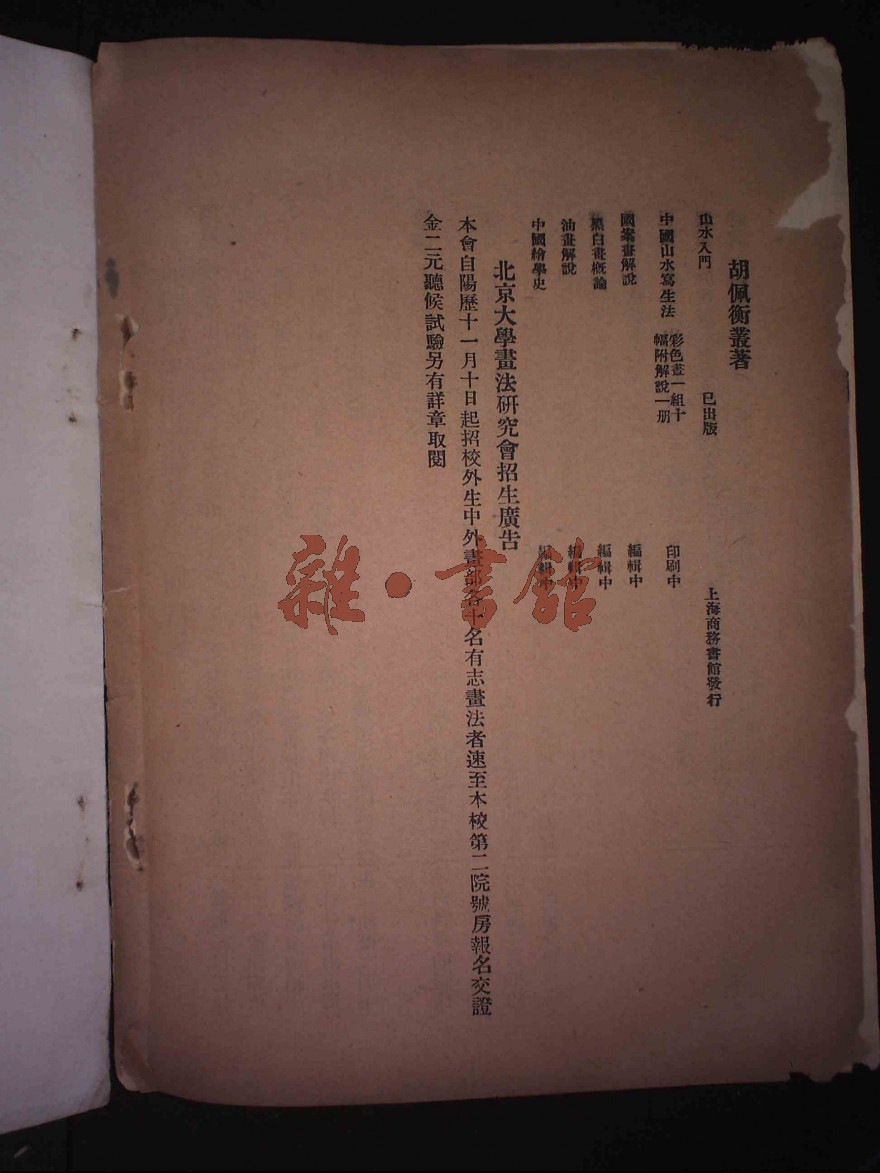 胡佩衡叢著
山水入門 已出版 上海商務書館發行
中國山水寫生法 彩色畫一組十幅附解說一册 印刷中
圖案畫解說 編輯中
黑白畫概論 編輯中
油畫解說 編輯中
中國繪學史 編輯中
北京大學畫法研究會招生廣告
本會自陽歷十一月十日起招校外生中外畫部各十名有志畫法者速至本校第二院號房報名交證
金二元聽候試驗另有詳章取閱
雜·書館